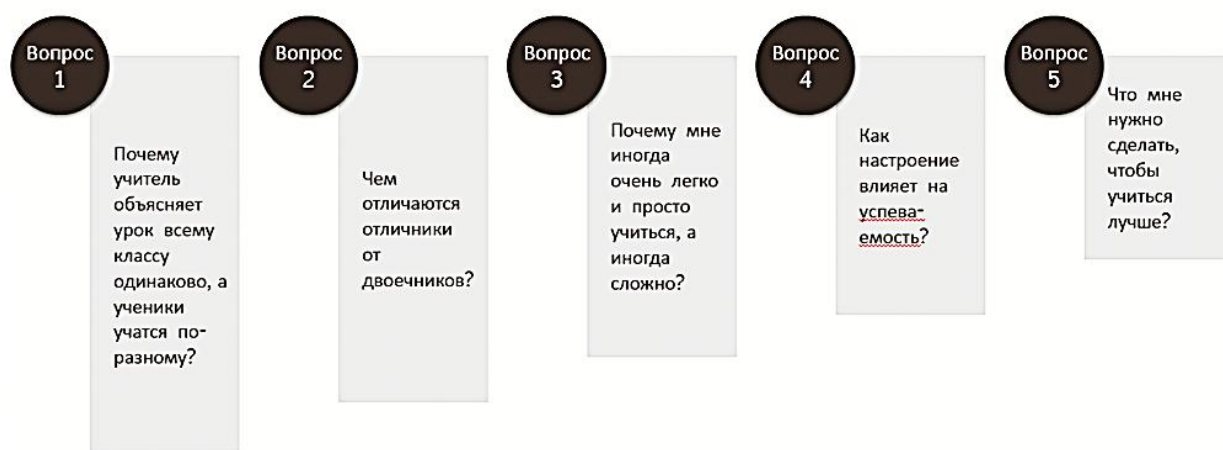 Вопрос
1
Почему
учитель
объясняет
урок всему
классу
одинаково, а
ученики
учатся по-
разному?
Вопрос
2
Чем
отличаются
отличники
от
двоечников?
Вопрос
3
Почему мне
иногда
очень легко
и просто
учиться, а
иногда
сложно?
Вопрос
4
Как
настроение
влияет на
успева-
емость?
Вопрос
5
Что мне
нужно
сделать,
чтобы
учиться
лучше?